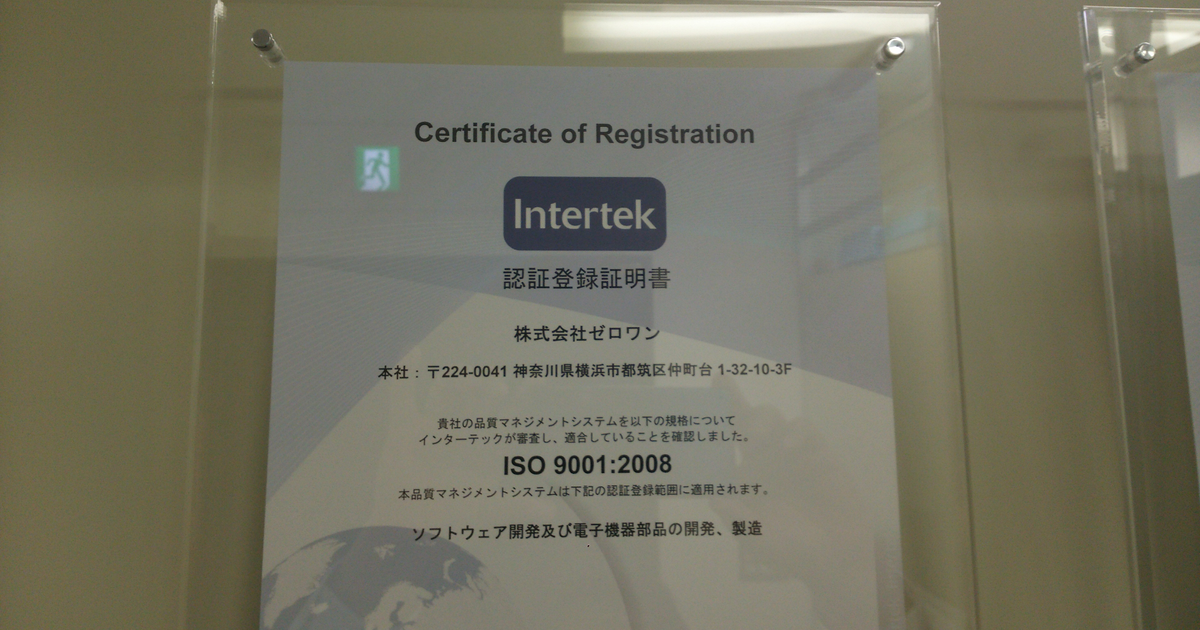 Certificate of Registration
Intertek
認証登録証明書
株式会社ゼロワン
本社：〒224-0041 神奈川県横浜市都筑区仲町台 1-32-10-3F
貴社の品質マネジメントシステムを以下の規格について
インターテックが審査し、適合していることを確認しました。
ISO 9001:2008
本品質マネジメントシステムは下記の認証登録範囲に適用されます。
ソフトウェア開発及び電子機器部品の開発、製造